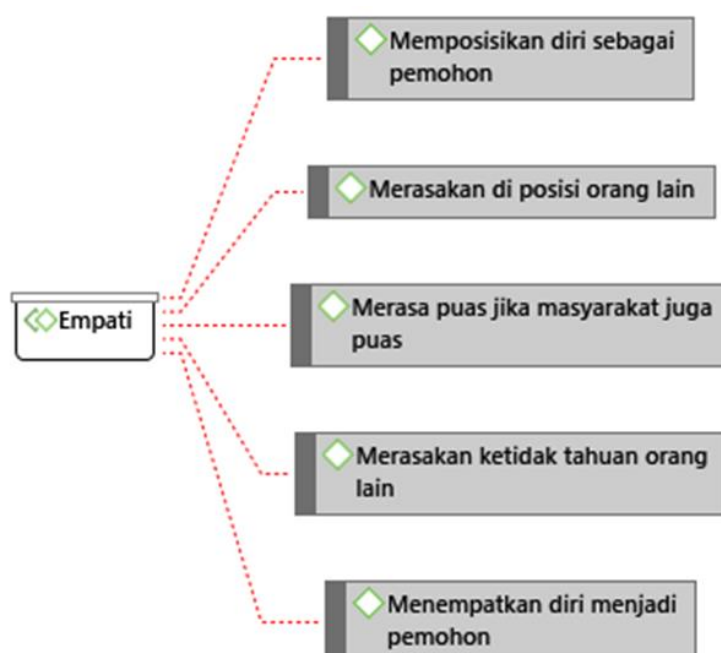 Memposisikan diri sebagai
pemohon
Merasakan di posisi orang lain
Empati
Merasa puas jika masyarakat juga
puas
Merasakan ketidak tahuan orang
lain
Menempatkan diri menjadi
pemohon